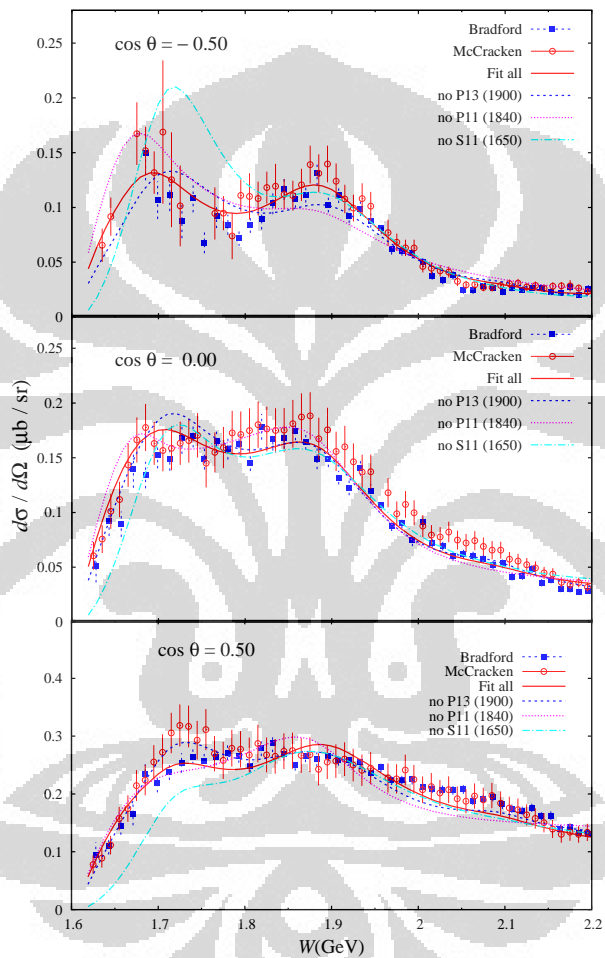 0.25
cos θ = − 0.50
Bradford
McCracken
0.2
Fit all
no P13 (1900)
no P11 (1840)
0.15
no S11 (1650)
0.1
0.05
0
Bradford
0.25
cos θ = 0.00
McCracken
Fit all
0.2
no P13 (1900)
no P11 (1840)
no S11 (1650)
0.15
dσ / dΩ (μb / sr)
0.1
0.05
0
cos θ = 0.50
Bradford
McCracken
0.4
Fit all
no P13 (1900)
no P11 (1840)
0.3
no S11 (1650)
0.2
0.1
0
1.6 1.7 1.8 1.9 2 2.1 2.2
W(GeV)